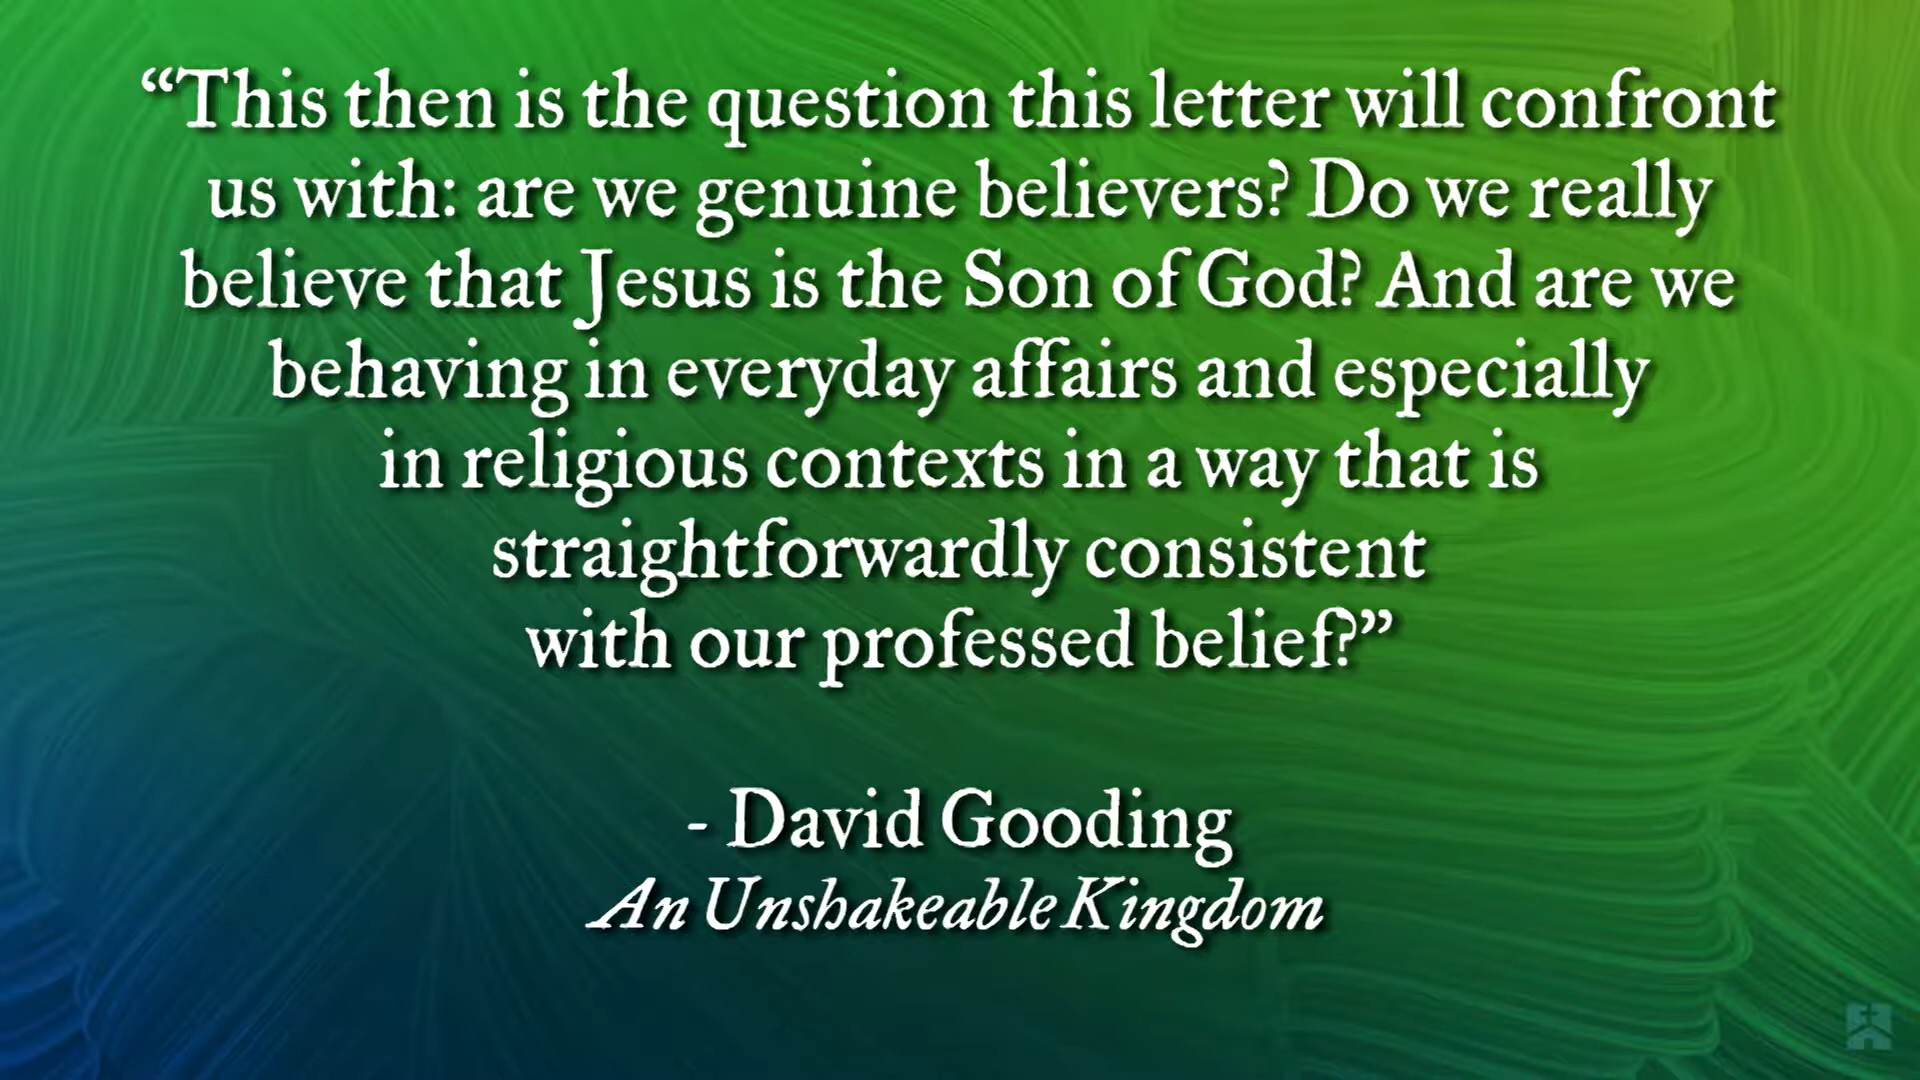 “This then is the question this letter will confront
us with: are we genuine believers? Do we really
believe that Jesus is the Son of God? And are we
behaving in everyday affairs and especially
in religious contexts in a way that is
straightforwardly consistent
with our professed belief?”
- David Gooding
An Unshakeable Kingdom